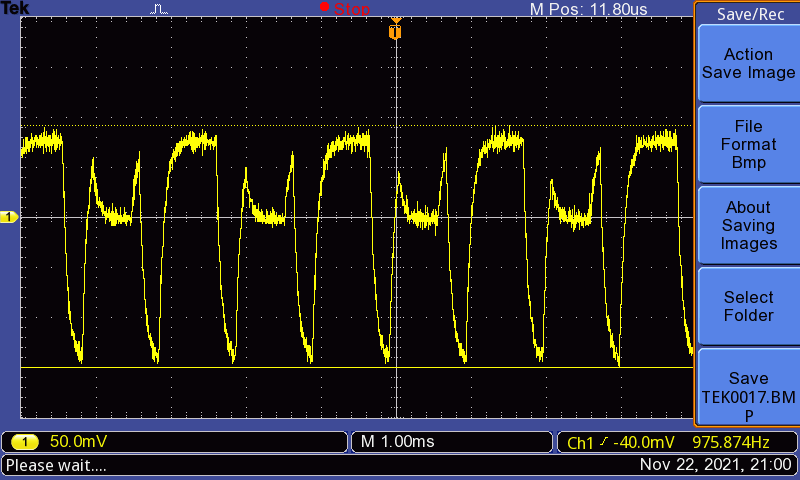 Tek
Stop
M Pos: 11.80us
Save/Rec
T
Action
Save Image
File
Format
Bmp
1
About
Saving
Images
Select
Folder
Save
TEK0017.BM
P
1 50.0mV
M 1.00ms
Ch1 -40.0mV 975.874Hz
Please wait....
Nov 22, 2021, 21:00